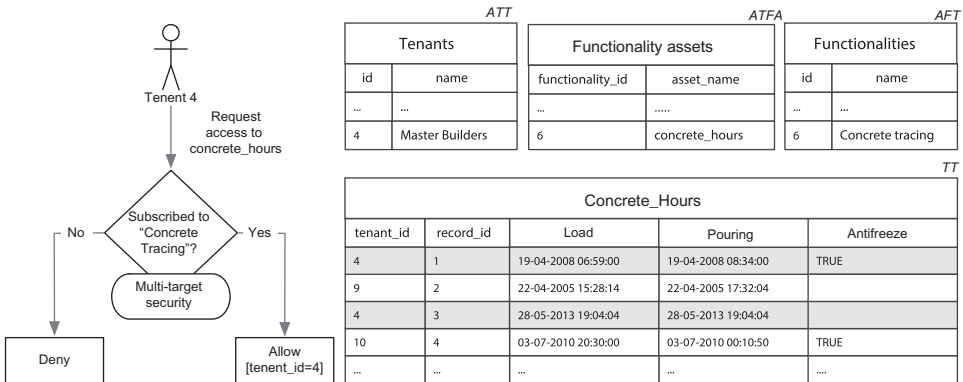 Tenent 4
Request
access to
concrete_hours
Subscribed to
“Concrete
Tracing”?
No
Yes
Multi-target
security
Deny
Allow
[tenent_id=4]
ATT
Tenants
id name
... ...
4 Master Builders
ATFA
Functionality assets
functionality_id asset_name
... .....
6 concrete_hours
AFT
Functionalities
id name
... ...
6 Concrete tracing
TT
Concrete_Hours
tenant_id record_id Load Pouring Antifreeze
4 1 19-04-2008 06:59:00 19-04-2008 08:34:00 TRUE
9 2 22-04-2005 15:28:14 22-04-2005 17:32:04
4 3 28-05-2013 19:04:04 28-05-2013 19:04:04
10 4 03-07-2010 20:30:00 03-07-2010 00:10:50 TRUE
... ... ... ... ....